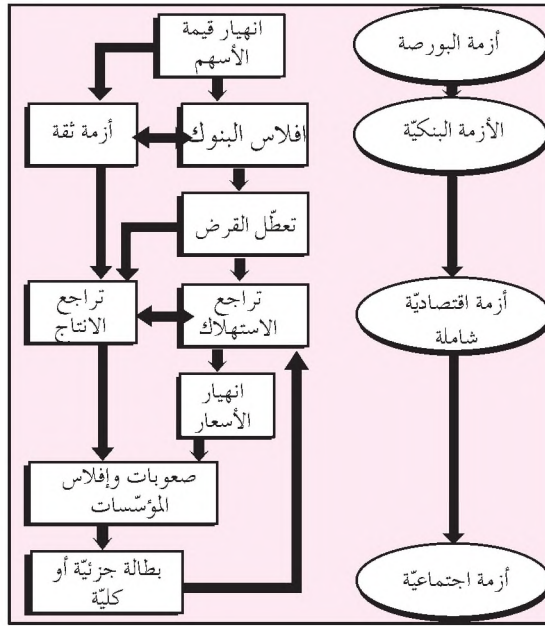 أزمة البورصة
انهيار قيمة
الأسهم
الأزمة البنكيّة
افلاس البنوك
أزمة ثقة
تعطّل القرض
أزمة اقتصاديّة
شاملة
تراجع
الاستهلاك
تراجع
الانتاج
انهيار
الأسعار
صعوبات وإفلاس
المؤسّسات
أزمة اجتماعيّة
بطالة جزئيّة أو
كليّة